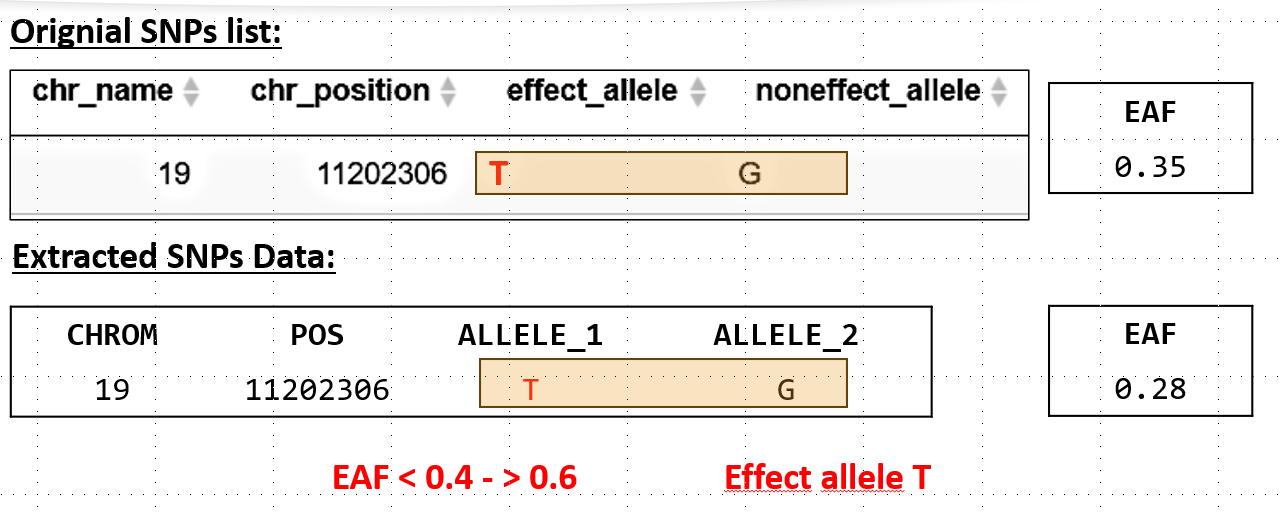 Orignial SNPs list:
chr_name chr_position effect_allele noneffect_allele
19 11202306 T G
EAF
0.35
Extracted SNPs Data:
CHROM POS ALLELE_1 ALLELE_2
19 11202306 T G
EAF
0.28
EAF < 0.4 - > 0.6 Effect allele T